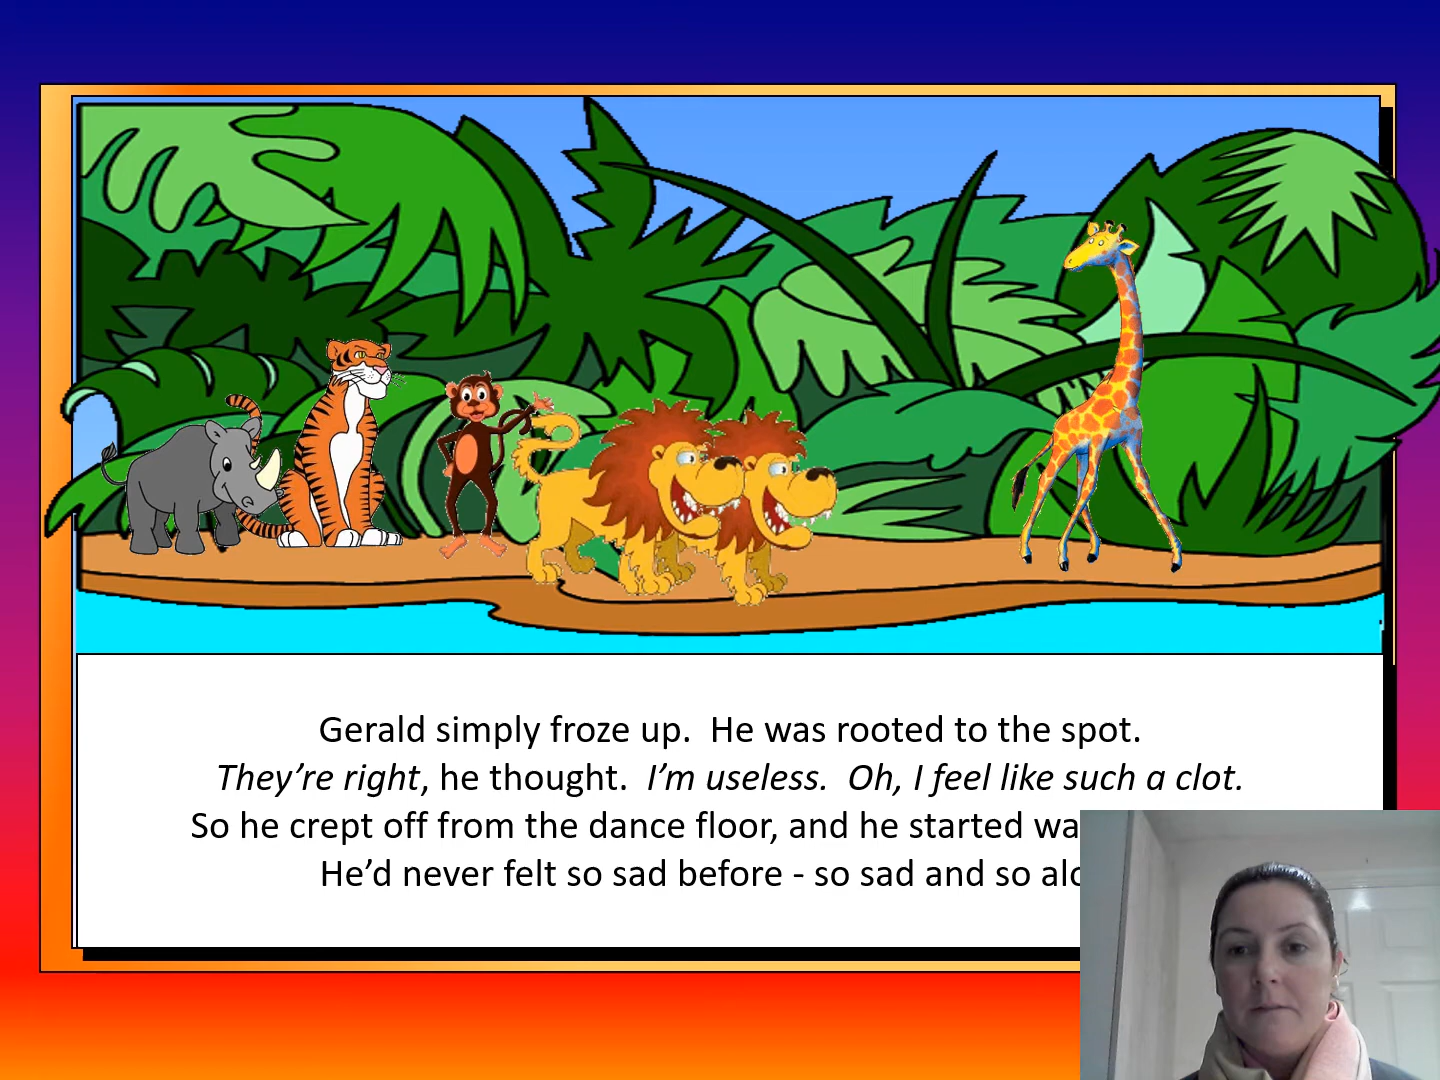 Gerald simply froze up. He was rooted to the spot.
They’re right, he thought. I’m useless. Oh, I feel like such a clot.
So he crept off from the dance floor, and he started
He’d never felt so sad before - so sad and so